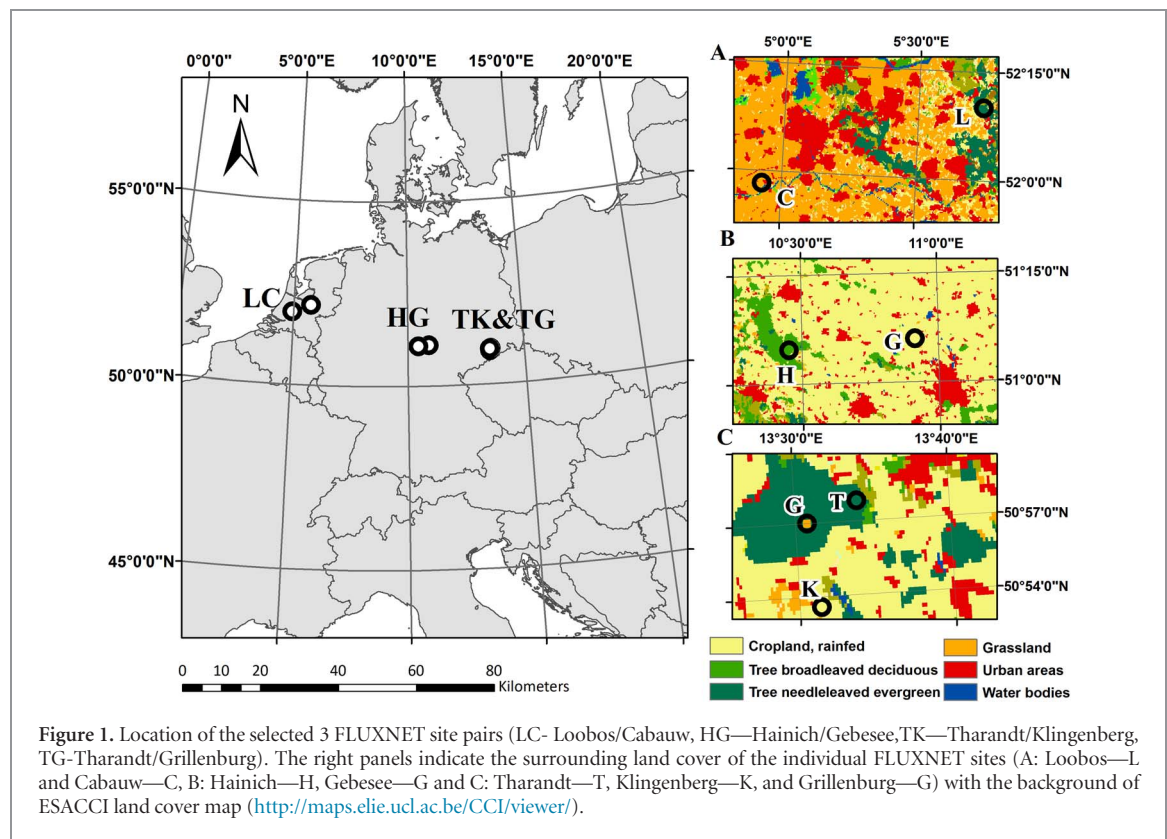 0°0'0"
5°0'0"E
10°0'0"E
15°0'0"E
20°0'0"E
N
55°0'0"N
50°0'0"N
45°0'0"N
LC
HG
TK&TG
0 10 20 40 60 80
Kilometers
A
5°0'0"E
5°30'0"E
52°15'0"N
52°0'0"N
L
C
B
10°30'0"E
11°0'0"E
51°15'0"N
51°0'0"N
G
H
C
13°30'0"E
13°40'0"E
50°57'0"N
50°54'0"N
G
T
K
Cropland, rainfed
Grassland
Tree broadleaved deciduous
Urban areas
Tree needleleaved evergreen
Water bodies
Figure 1. Location of the selected 3 FLUXNET site pairs (LC- Loobos/Cabauw, HG—Hainich/Gebesee,TK—Tharandt/Klingenberg,
TG-Tharandt/Grillenburg). The right panels indicate the surrounding land cover of the individual FLUXNET sites (A: Loobos—L
and Cabauw—C, B: Hainich—H, Gebesee—G and C: Tharandt—T, Klingenberg—K, and Grillenburg—G) with the background of
ESACCI land cover map (http://maps.elie.ucl.ac.be/CCI/viewer/).